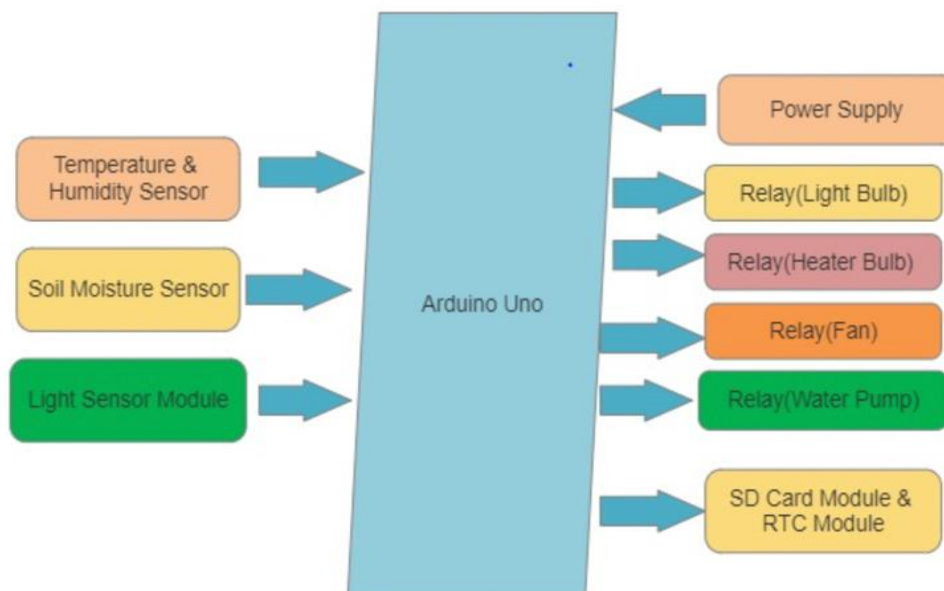 Temperature &
Humidity Sensor
Soil Moisture Sensor
Light Sensor Module
Arduino Uno
Power Supply
Relay(Light Bulb)
Relay(Heater Bulb)
Relay(Fan)
Relay(Water Pump)
SD Card Module &
RTC Module